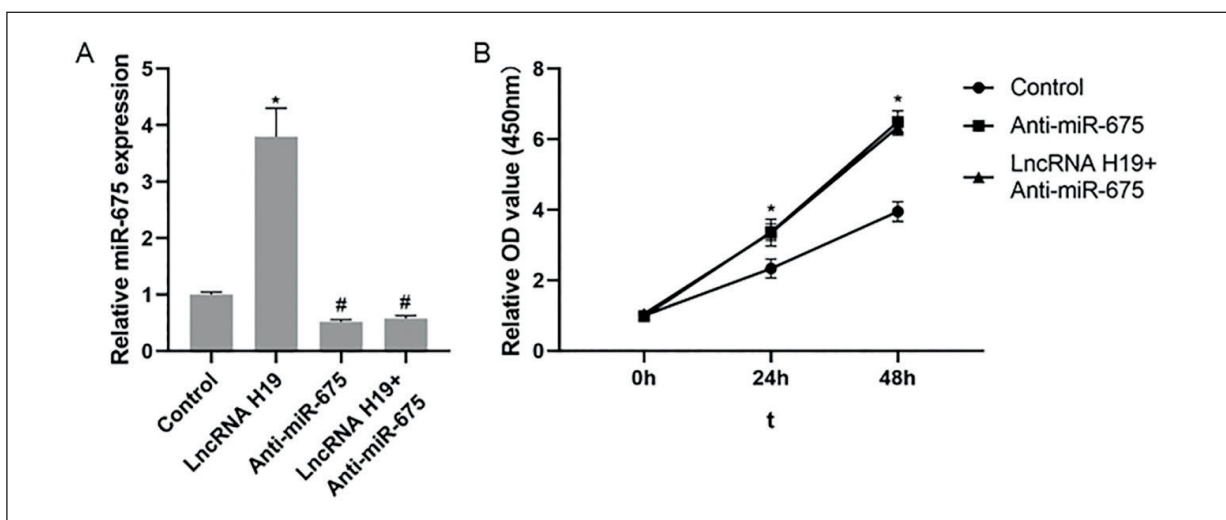 A
Relative miR-675 expression
5
4
3
2
1
0
*
#
#
Control
LncRNA H19
Anti-miR-675
LncRNA H19+
Anti-miR-675
B
Relative OD value (450nm)
8
6
4
2
0
*
*
0h
24h
48h
t
Control
Anti-miR-675
LncRNA H19+
Anti-miR-675